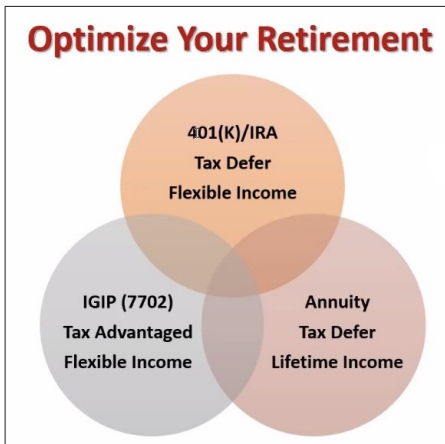 Optimize Your Retirement
401(K)/IRA
Tax Defer
Flexible Income
IGIP (7702)
Tax Advantaged
Flexible Income
Annuity
Tax Defer
Lifetime Income